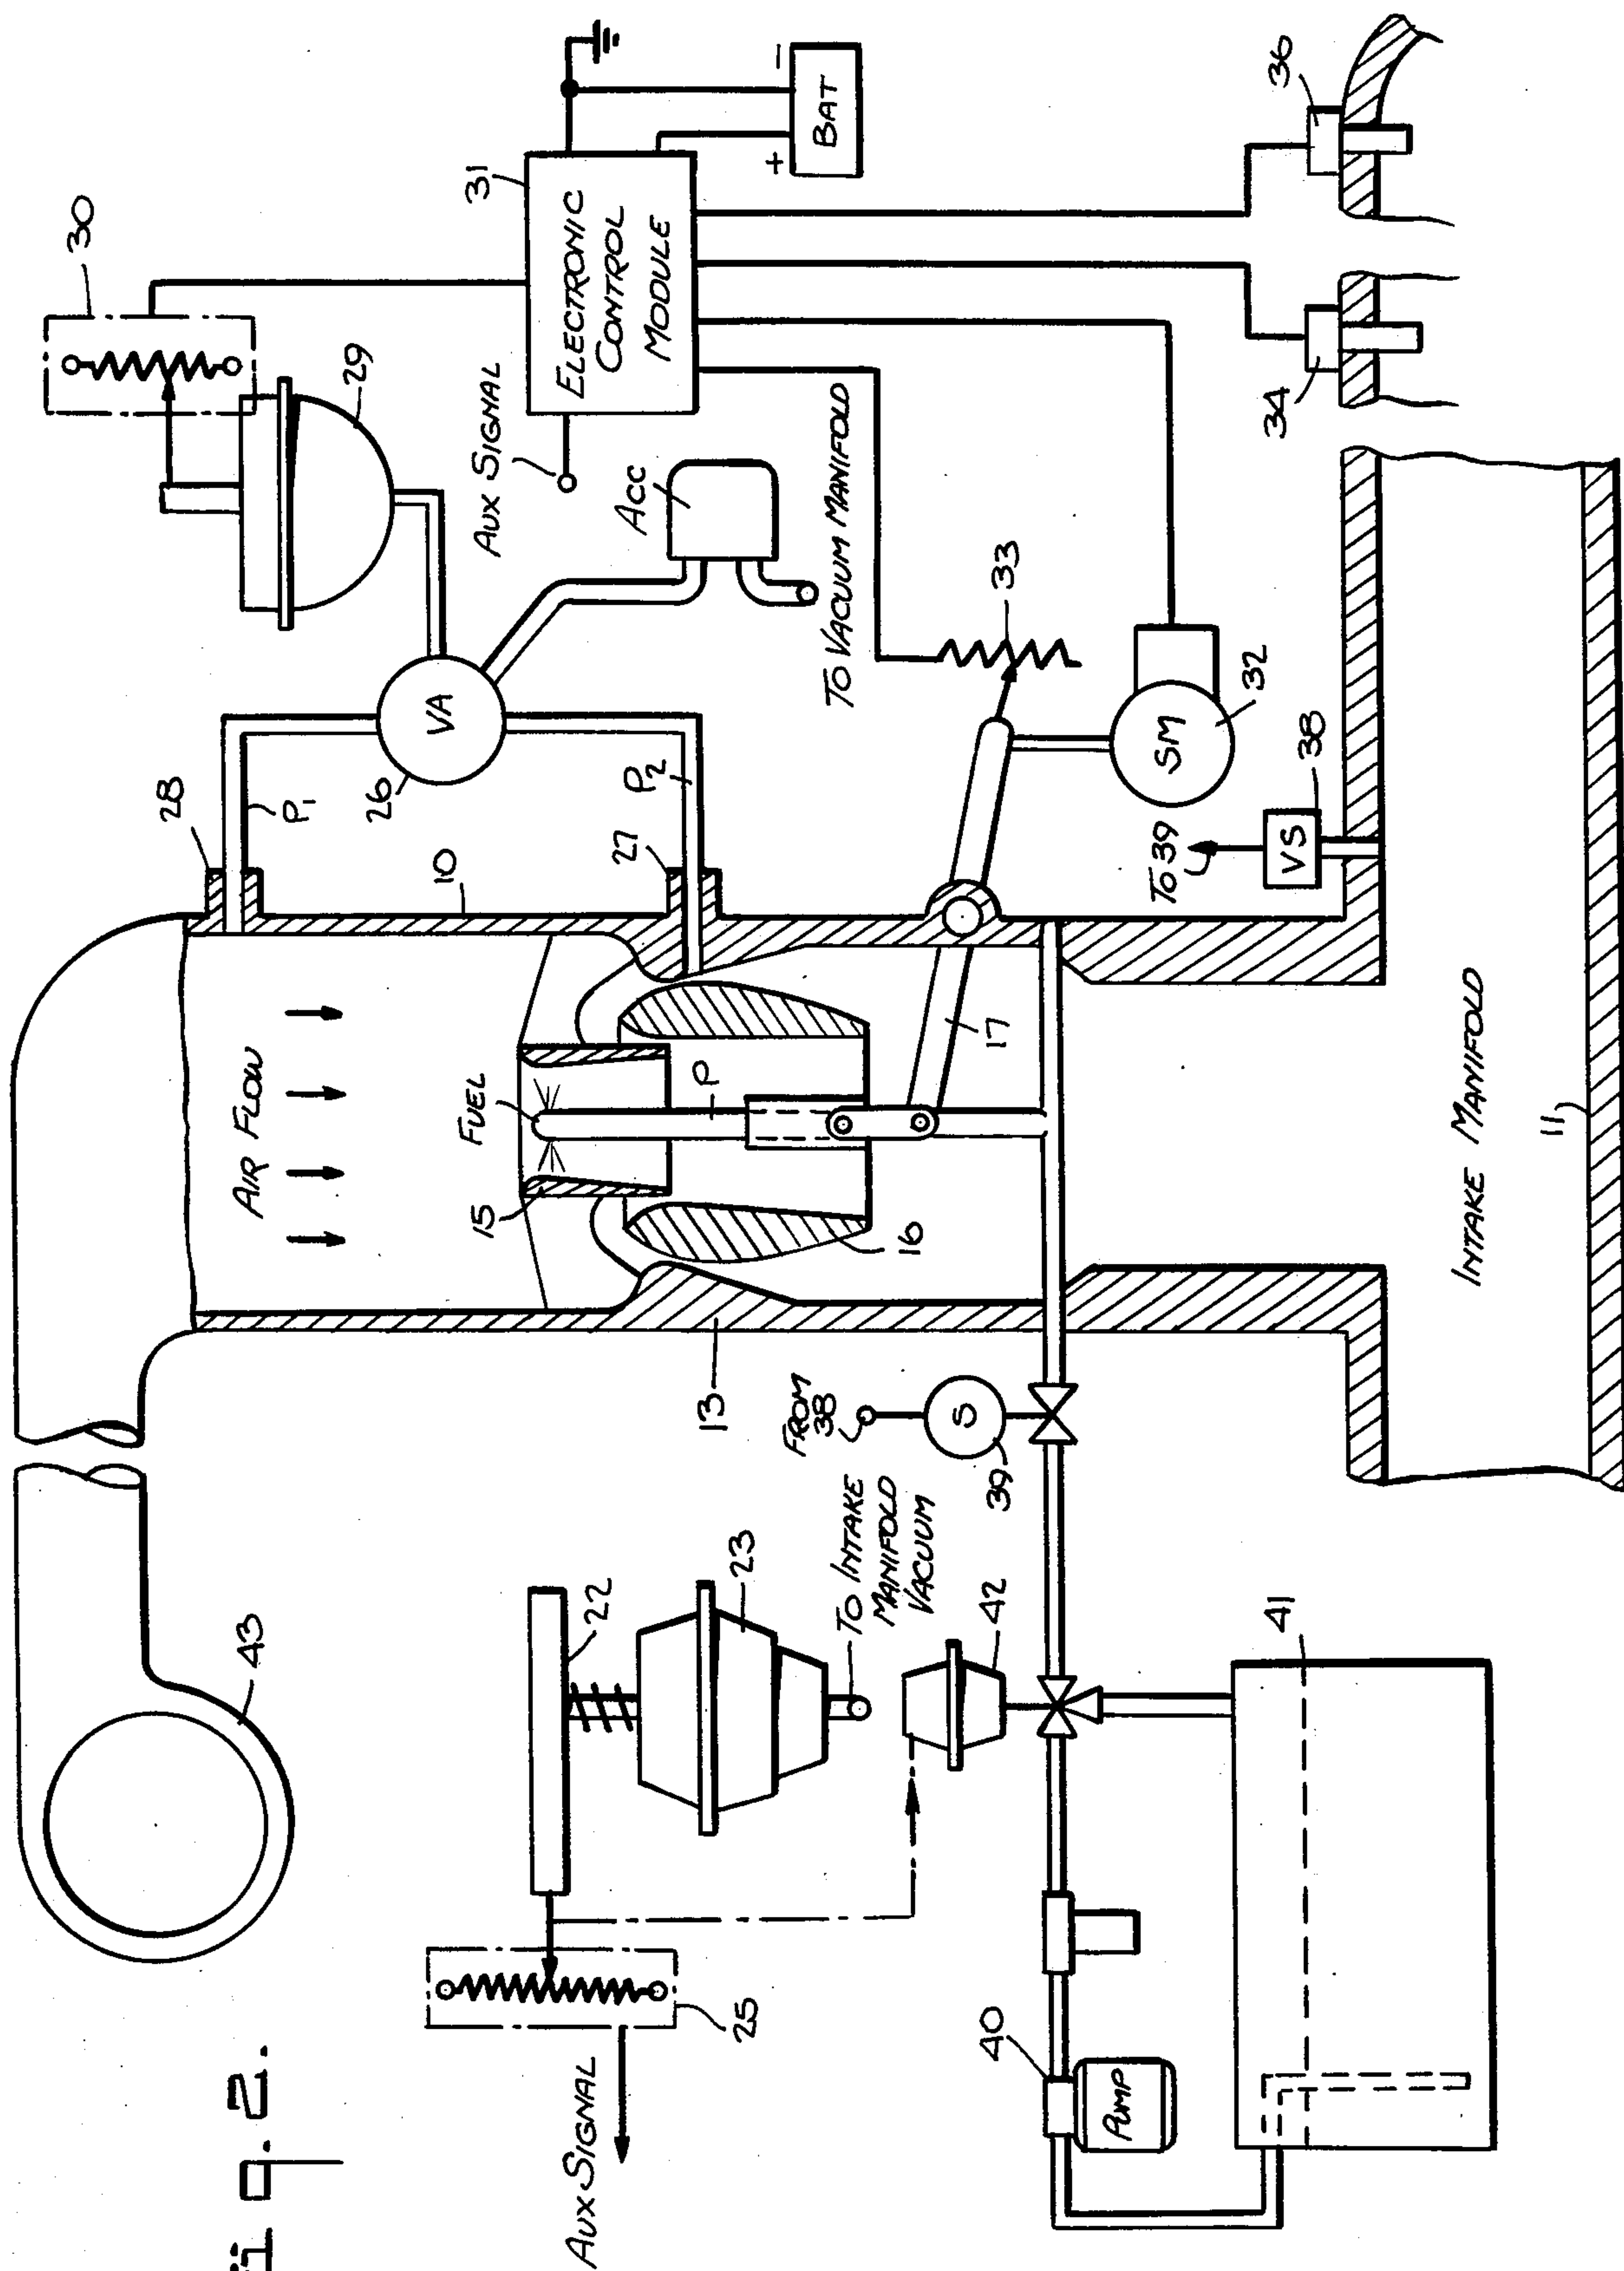 Fig. 2.
43
AIR FLOW
28
P1
10
26
VA
29
30
AUX SIGNAL
31
ELECTRONIC
CONTROL
MODULE
+
-
BAT
ACC
TO VACUUM MANIFOLD
27
P2
FUEL
15
P
16
17
13
33
SM
32
TO 39
VS
38
34
36
AUX SIGNAL
25
22
23
TO INTAKE
MANIFOLD
VACUUM
FROM
38
S
39
42
40
PUMP
41
INTAKE MANIFOLD
11